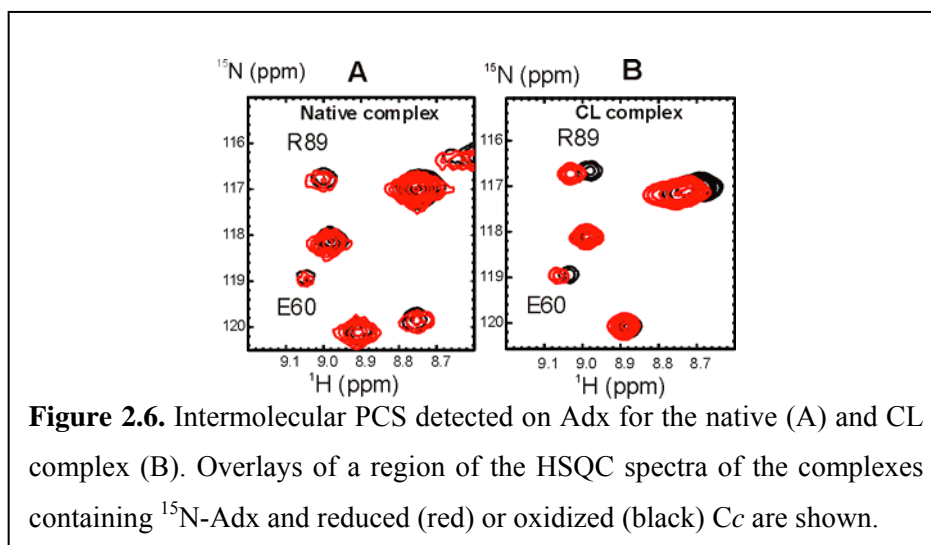 ¹⁵N (ppm) A
Native complex
R89
E60
116
117
118
119
120
9.1 9.0 8.9 8.8 8.7
¹H (ppm)
¹⁵N (ppm) B
CL complex
R89
E60
116
117
118
119
120
9.1 9.0 8.9 8.8 8.7
¹H (ppm)
Figure 2.6. Intermolecular PCS detected on Adx for the native (A) and CL
complex (B). Overlays of a region of the HSQC spectra of the complexes
containing ¹⁵N-Adx and reduced (red) or oxidized (black) Cc are shown.